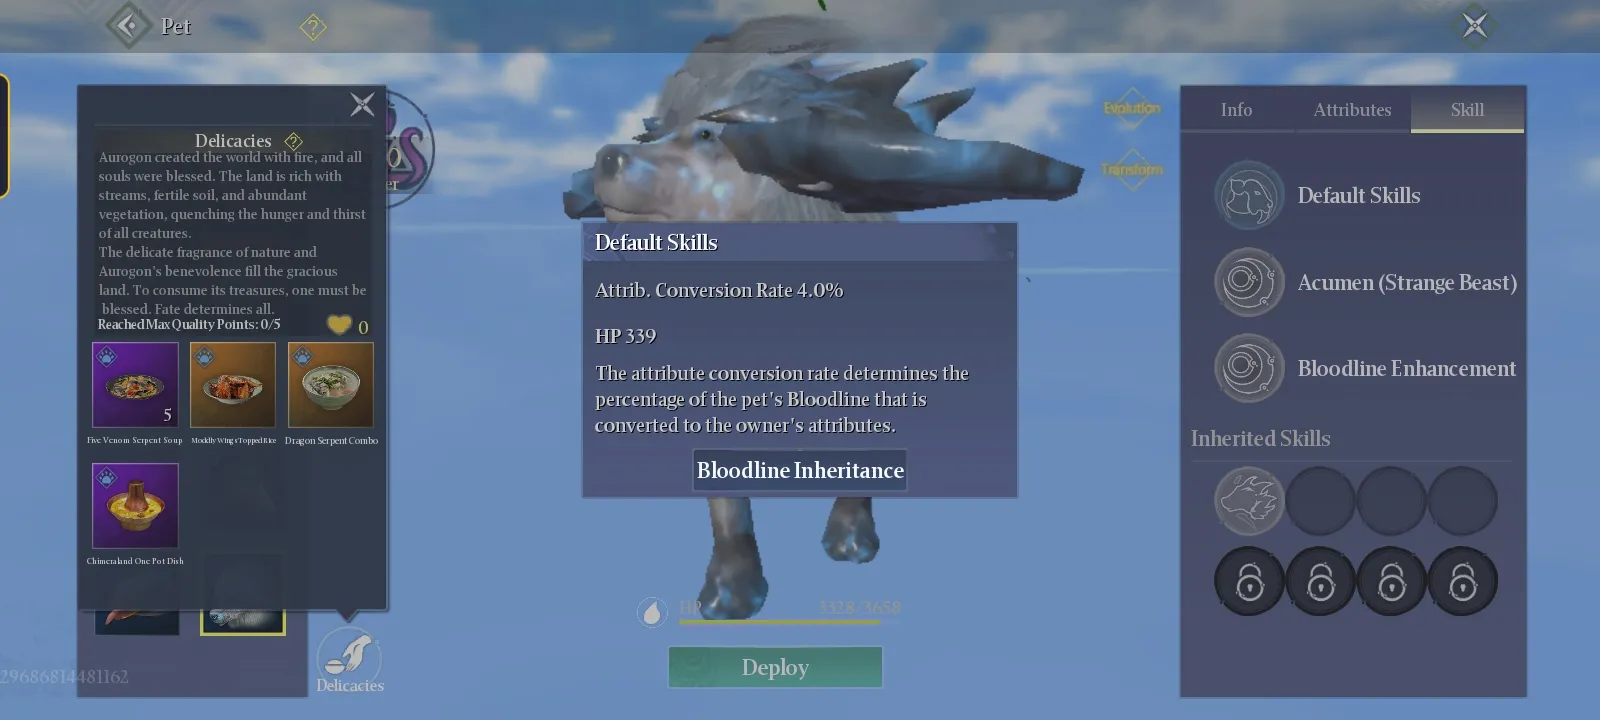 Pet
?
Delicacies
?
Aurogon created the world with fire, and all
souls were blessed. The land is rich with
streams, fertile soil, and abundant
vegetation, quenching the hunger and thirst
of all creatures.
The delicate fragrance of nature and
Aurogon's benevolence fill the gracious
land. To consume its treasures, one must be
blessed. Fate determines all.
Reached Max Quality Points: 0/5
0
5
Five Venom Serpent Soup
Topped Rice
Dragon Serpent Combo
Chimeraland One Pot Dish
29686814481162
Delicacies
Evolution
Transform
Default Skills
Attrib. Conversion Rate 4.0%
HP 339
The attribute conversion rate determines the
percentage of the pet's Bloodline that is
converted to the owner's attributes.
Bloodline Inheritance
HP
3328/3658
Deploy
Info
Attributes
Skill
Default Skills
Acumen (Strange Beast)
Bloodline Enhancement
Inherited Skills